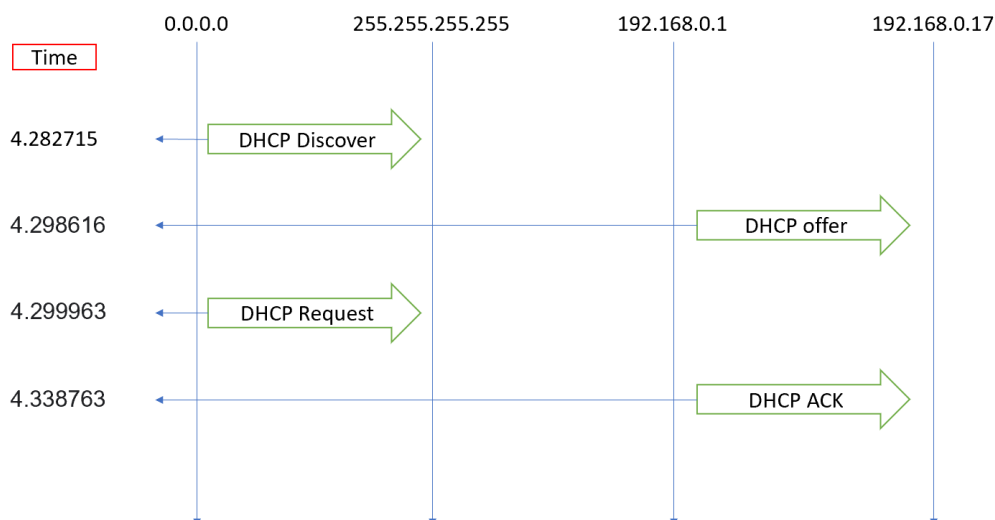 0.0.0.0 255.255.255.255 192.168.0.1 192.168.0.17
Time
4.282715 DHCP Discover
4.298616 DHCP offer
4.299963 DHCP Request
4.338763 DHCP ACK